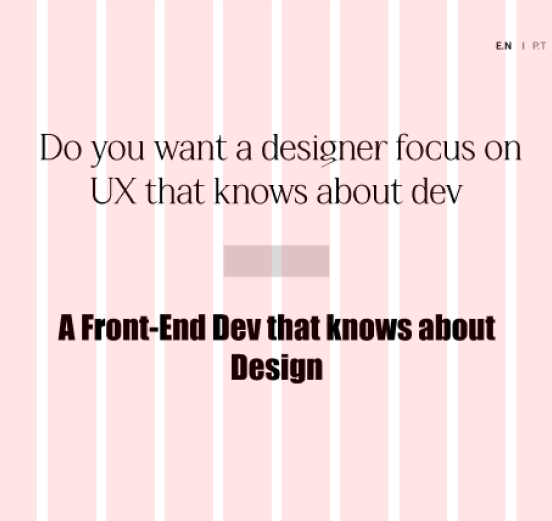 E.N | P.T
Do you want a designer focus on
UX that knows about dev
A Front-End Dev that knows about
Design